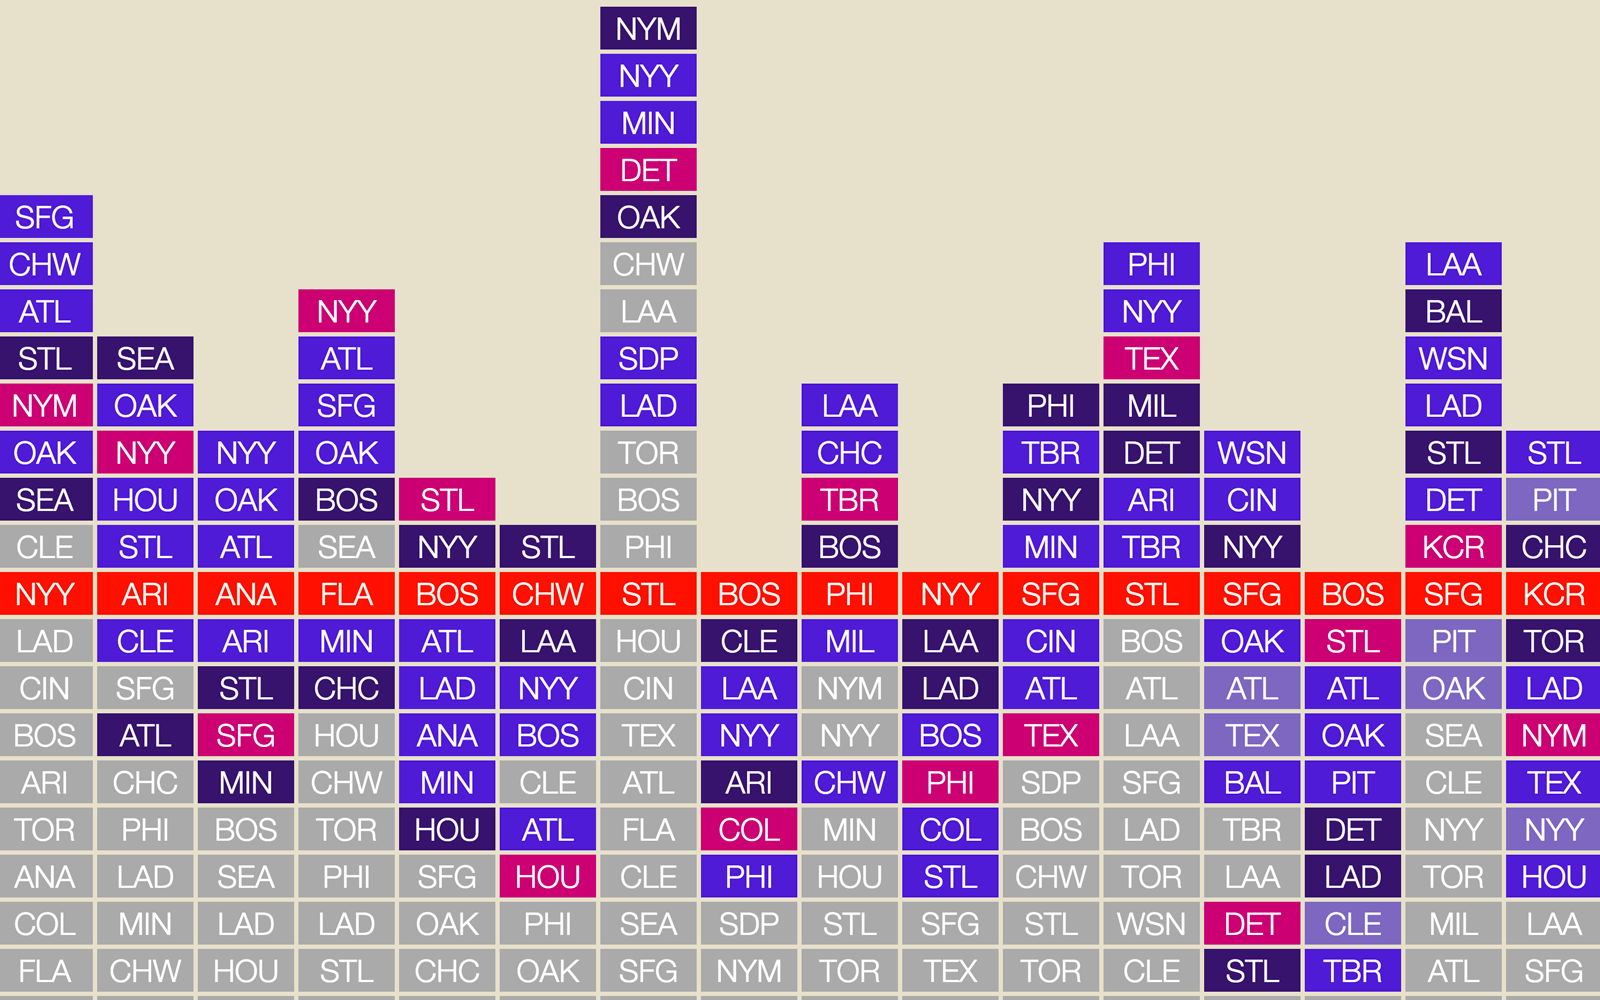 NYM
NYY
MIN
DET
SFG OAK
CHW CHW PHI LAA
ATL NYY LAA NYY BAL
STL SEA ATL SDP TEX WSN
NYM OAK SFG LAD LAA PHI MIL LAD
OAK NYY NYY OAK TOR CHC TBR DET WSN STL STL
SEA HOU OAK BOS STL BOS TBR NYY ARI CIN DET PIT
CLE STL ATL SEA NYY STL PHI BOS MIN TBR NYY KCR CHC
NYY ARI ANA FLA BOS CHW STL BOS PHI NYY SFG STL SFG BOS SFG KCR
LAD CLE ARI MIN ATL LAA HOU CLE MIL LAA CIN BOS OAK STL PIT TOR
CIN SFG STL CHC LAD NYY CIN LAA NYM LAD ATL ATL ATL ATL OAK LAD
BOS ATL SFG HOU ANA BOS TEX NYY NYY BOS TEX LAA TEX OAK SEA NYM
ARI CHC MIN CHW MIN CLE ATL ARI CHW PHI SDP SFG BAL PIT CLE TEX
TOR PHI BOS TOR HOU ATL FLA COL MIN COL BOS LAD TBR DET NYY NYY
ANA LAD SEA PHI SFG HOU CLE PHI HOU STL CHW TOR LAA LAD TOR HOU
COL MIN LAD LAD OAK PHI SEA SDP STL SFG STL WSN DET CLE MIL LAA
FLA CHW HOU STL CHC OAK SFG NYM TOR TEX TOR CLE STL TBR ATL SFG